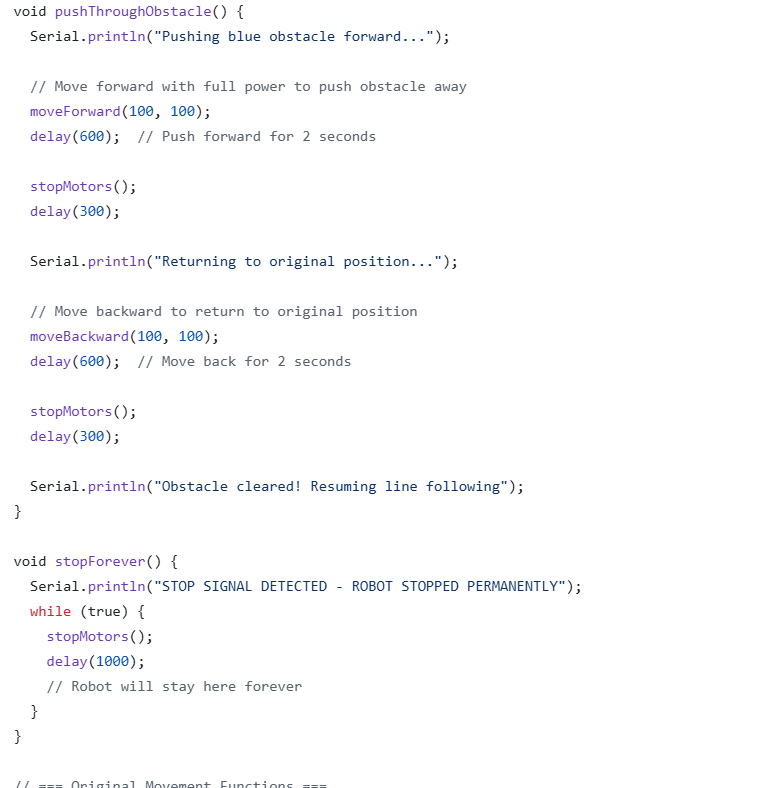 void pushThroughObstacle() {
  Serial.println("Pushing blue obstacle forward...");

  // Move forward with full power to push obstacle away
  moveForward(100, 100);
  delay(600);  // Push forward for 2 seconds

  stopMotors();
  delay(300);

  Serial.println("Returning to original position...");

  // Move backward to return to original position
  moveBackward(100, 100);
  delay(600);  // Move back for 2 seconds

  stopMotors();
  delay(300);

  Serial.println("Obstacle cleared! Resuming line following");
}

void stopForever() {
  Serial.println("STOP SIGNAL DETECTED - ROBOT STOPPED PERMANENTLY");
  while (true) {
    stopMotors();
    delay(1000);
    // Robot will stay here forever
  }
}

// === Original Movement Functions ===